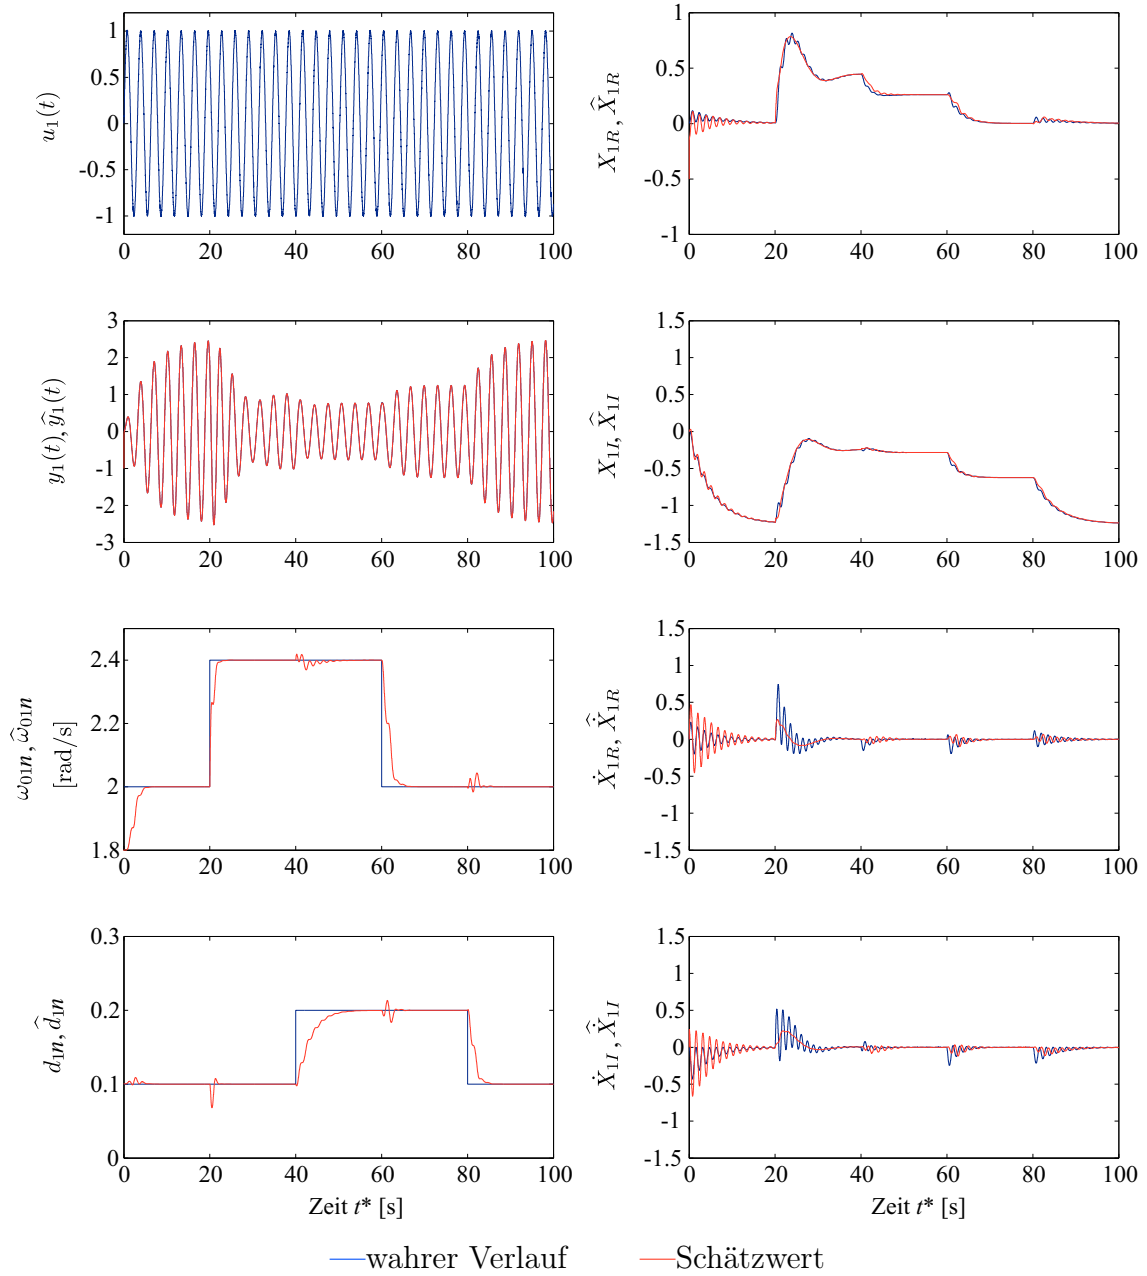 u₁(t)
1
0.5
0
-0.5
-1
0 20 40 60 80 100
X₁R, X̂₁R
1
0.5
0
-0.5
-1
0 20 40 60 80 100
y₁(t), ŷ₁(t)
3
2
1
0
-1
-2
-3
0 20 40 60 80 100
X₁I, X̂₁I
1.5
1
0.5
0
-0.5
-1
-1.5
0 20 40 60 80 100
ω₀₁n, ω̂₀₁n
[rad/s]
2.4
2.2
2
1.8
0 20 40 60 80 100
Ẋ₁R, X̂̇₁R
1.5
1
0.5
0
-0.5
-1
-1.5
0 20 40 60 80 100
d₁n, d̂₁n
0.3
0.2
0.1
0
0 20 40 60 80 100
Zeit t* [s]
Ẋ₁I, X̂̇₁I
1.5
1
0.5
0
-0.5
-1
-1.5
0 20 40 60 80 100
Zeit t* [s]
wahrer Verlauf
Schätzwert